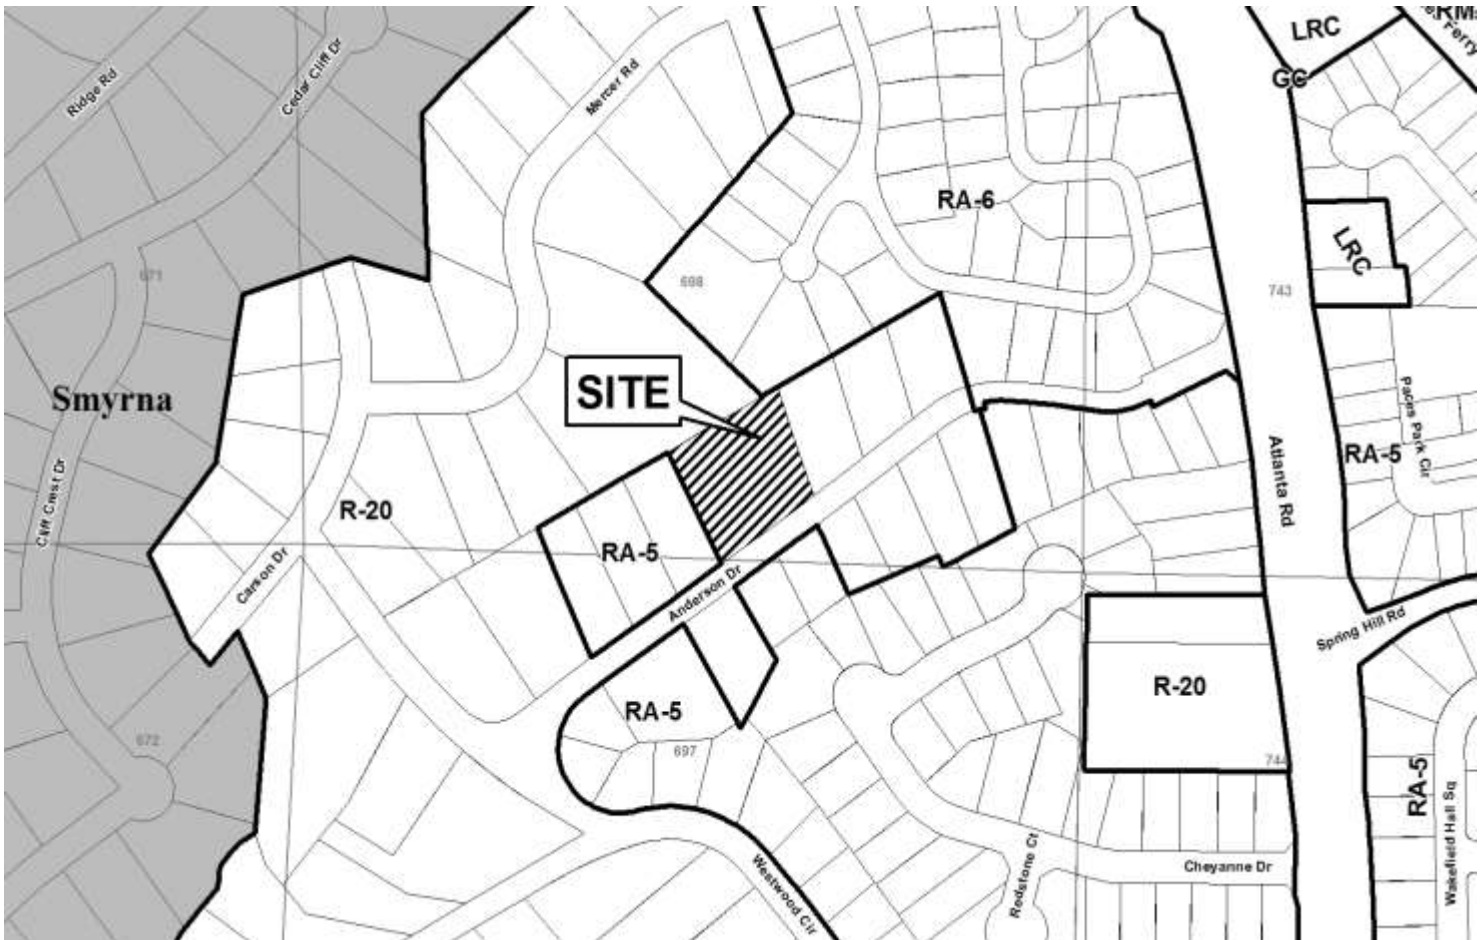 LRC
RM
Ferry
GC
Ridge Rd
Cedar Cliff Dr
Mercer Rd
RA-6
LRC
671
698
743
SITE
Smyrna
Paces Park Cir
RA-5
Atlanta Rd
Cliff Crest Dr
R-20
RA-5
Carson Dr
Anderson Dr
Spring Hill Rd
R-20
RA-5
697
672
744
RA-5
Wakefield Hall Sq
Westwood Cir
Redstone Ct
Cheyanne Dr